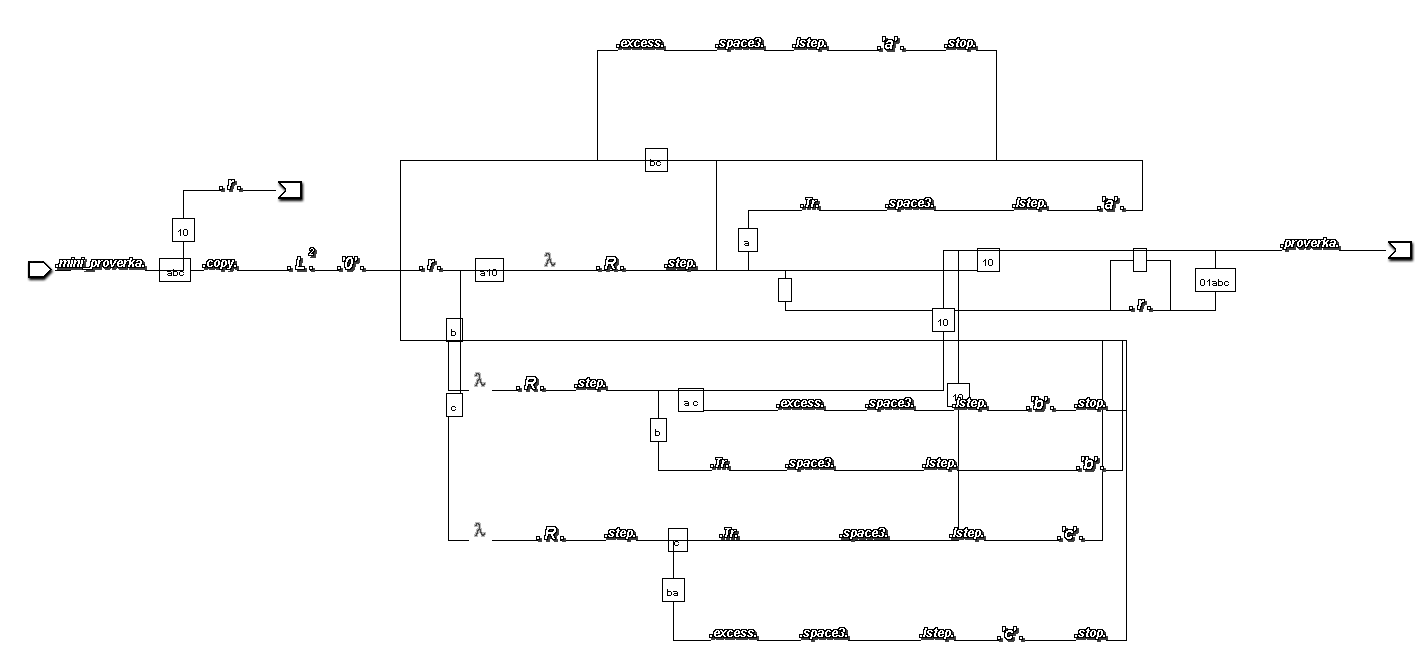 .excess. .space3. .lstep. .'a'. .stop.
bc
.r.
.Tr. .space3. .lstep. .'a'.
10
a
.proverka.
.mini_proverka. abc .copy. .L.2 .'0'. .r. a10 λ .R. .step. 10
01abc
.r.
b 10
λ .R. .step.
a c .excess. .space3. .lstep. .'b'. .stop.
c
b
.Tr. .space3. .lstep. .'b'.
λ .R. .step. c .Tr. .space3. .lstep. .'c'.
ba
.excess. .space3. .lstep. .'c'. .stop.